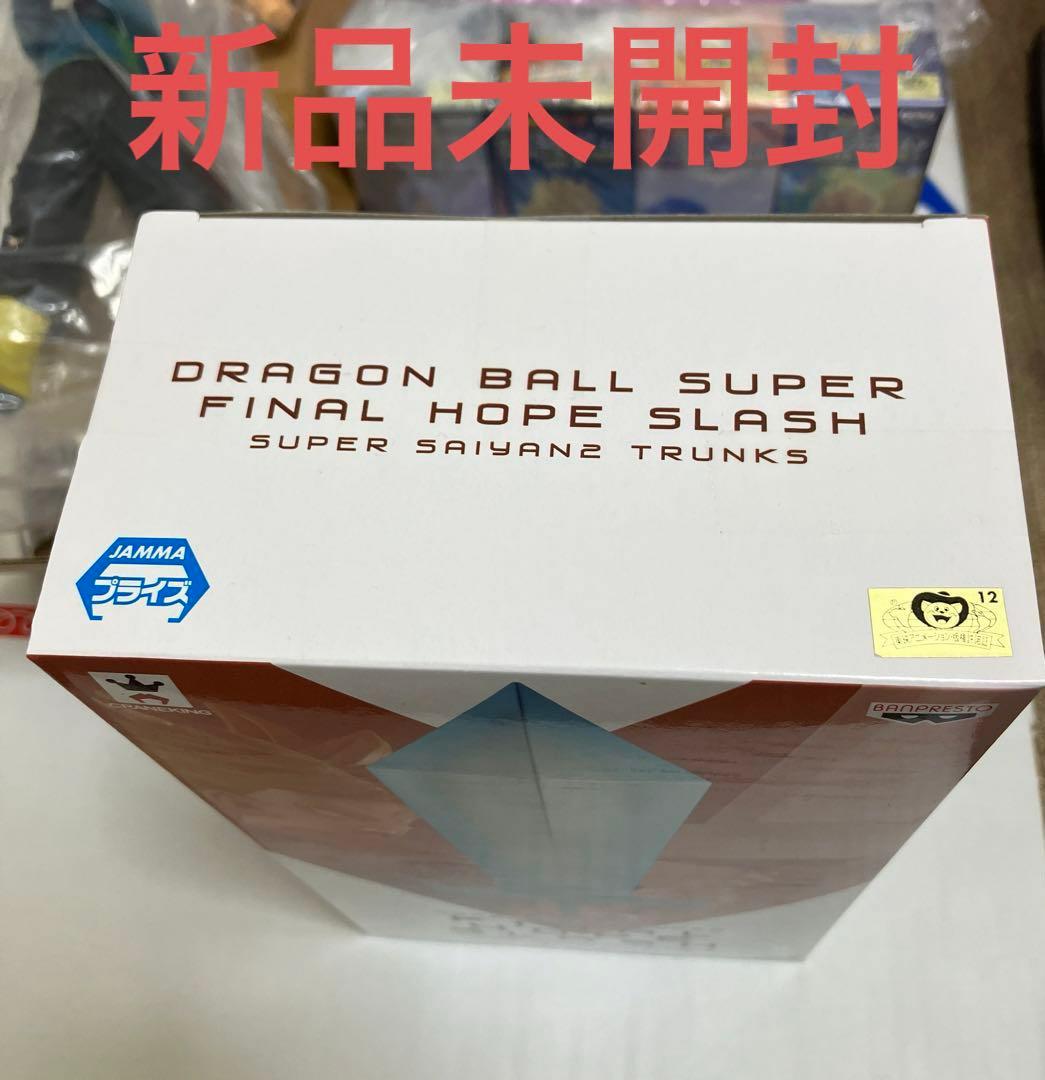 新品未開封
DRAGON BALL SUPER
FINAL HOPE SLASH
SUPER SAIYAN2 TRUNKS
JAMMA
プライズ
12
CRANEKING
BANPRESTO